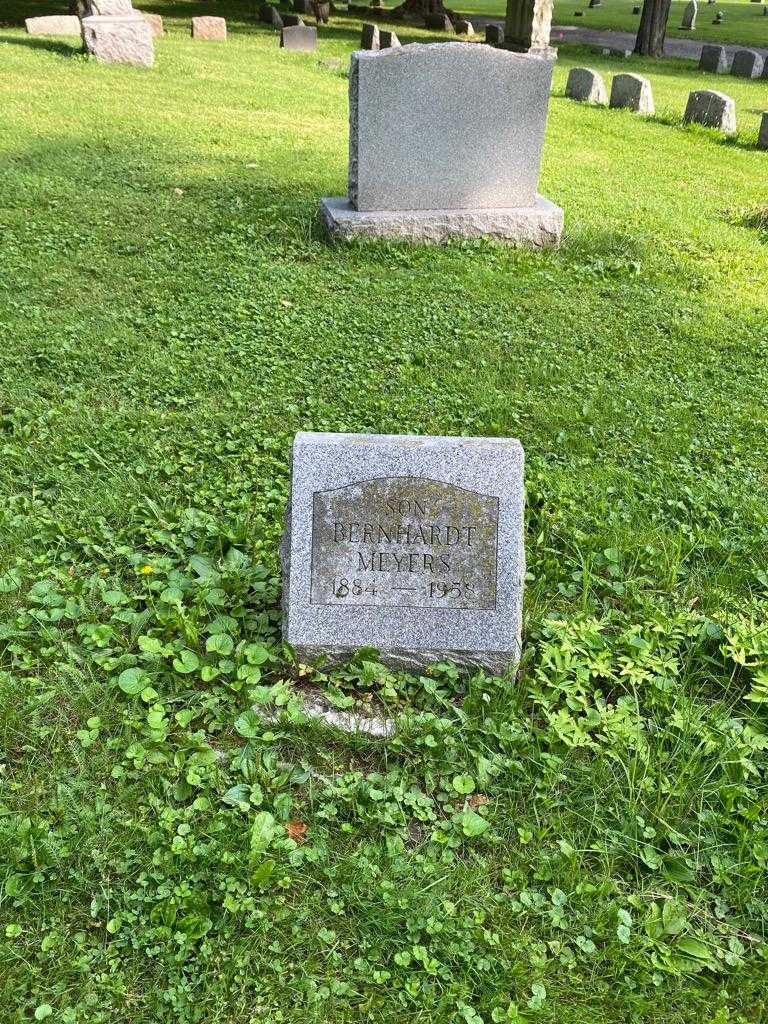 SON
BERNHARDT
MEYERS
1884 — 1958